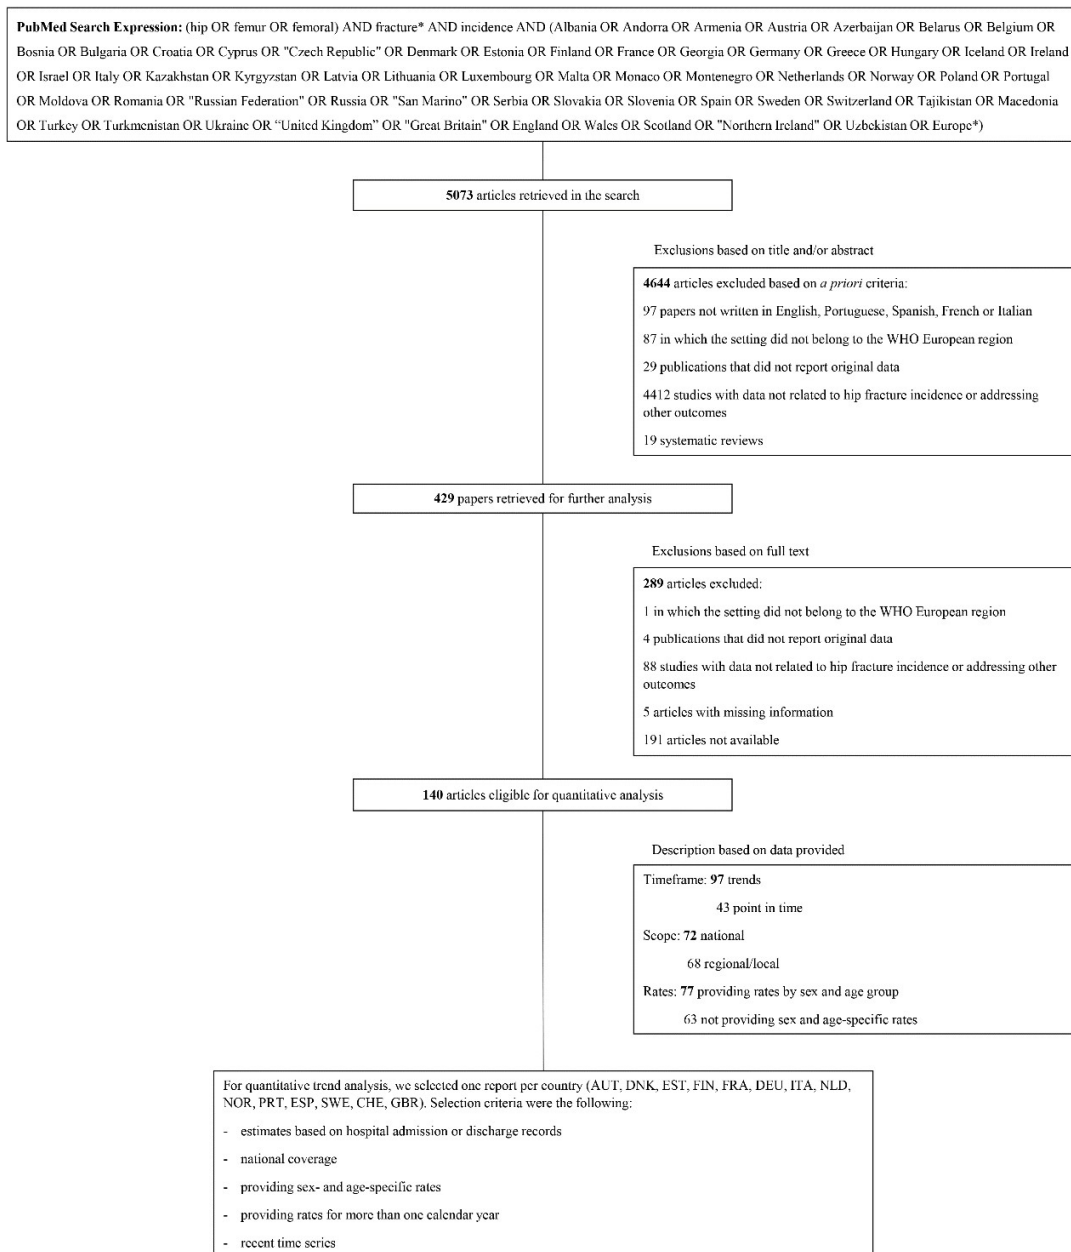 PubMed Search Expression: (hip OR femur OR femoral) AND fracture* AND incidence AND (Albania OR Andorra OR Armenia OR Austria OR Azerbaijan OR Belarus OR Belgium OR
Bosnia OR Bulgaria OR Croatia OR Cyprus OR "Czech Republic" OR Denmark OR Estonia OR Finland OR France OR Georgia OR Germany OR Greece OR Hungary OR Iceland OR Ireland
OR Israel OR Italy OR Kazakhstan OR Kyrgyzstan OR Latvia OR Lithuania OR Luxembourg OR Malta OR Monaco OR Montenegro OR Netherlands OR Norway OR Poland OR Portugal
OR Moldova OR Romania OR "Russian Federation" OR Russia OR "San Marino" OR Serbia OR Slovakia OR Slovenia OR Spain OR Sweden OR Switzerland OR Tajikistan OR Macedonia
OR Turkey OR Turkmenistan OR Ukraine OR “United Kingdom” OR "Great Britain" OR England OR Wales OR Scotland OR "Northern Ireland" OR Uzbekistan OR Europe*)
5073 articles retrieved in the search
Exclusions based on title and/or abstract
4644 articles excluded based on a priori criteria:
97 papers not written in English, Portuguese, Spanish, French or Italian
87 in which the setting did not belong to the WHO European region
29 publications that did not report original data
4412 studies with data not related to hip fracture incidence or addressing
other outcomes
19 systematic reviews
429 papers retrieved for further analysis
Exclusions based on full text
289 articles excluded:
1 in which the setting did not belong to the WHO European region
4 publications that did not report original data
88 studies with data not related to hip fracture incidence or addressing other
outcomes
5 articles with missing information
191 articles not available
140 articles eligible for quantitative analysis
Description based on data provided
Timeframe: 97 trends
43 point in time
Scope: 72 national
68 regional/local
Rates: 77 providing rates by sex and age group
63 not providing sex and age-specific rates
For quantitative trend analysis, we selected one report per country (AUT, DNK, EST, FIN, FRA, DEU, ITA, NLD,
NOR, PRT, ESP, SWE, CHE, GBR). Selection criteria were the following:
- estimates based on hospital admission or discharge records
- national coverage
- providing sex- and age-specific rates
- providing rates for more than one calendar year
- recent time series